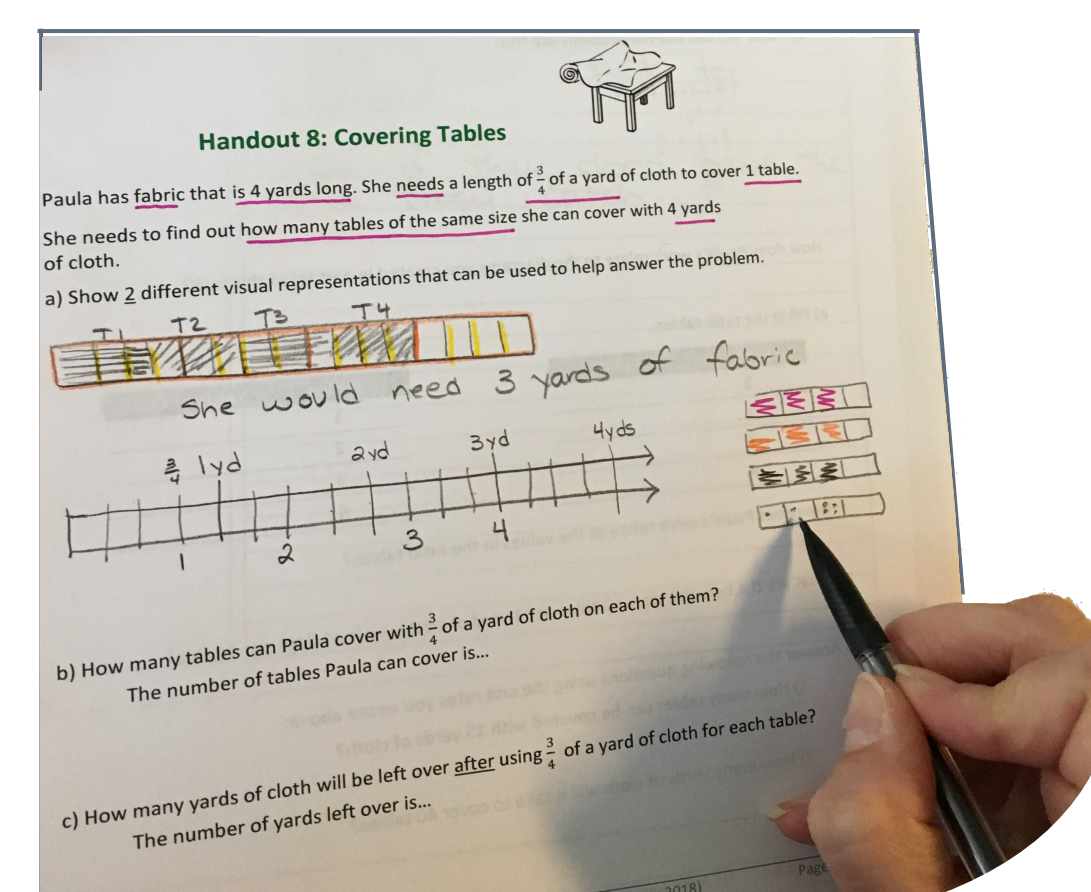 Handout 8: Covering Tables
Paula has fabric that is 4 yards long. She needs a length of 3/4 of a yard of cloth to cover 1 table.
She needs to find out how many tables of the same size she can cover with 4 yards
of cloth.
a) Show 2 different visual representations that can be used to help answer the problem.
T1 T2 T3 T4
She would need 3 yards of fabric
3/4 1yd 2yd 3yd 4yds
1 2 3 4
b) How many tables can Paula cover with 3/4 of a yard of cloth on each of them?
The number of tables Paula can cover is...
c) How many yards of cloth will be left over after using 3/4 of a yard of cloth for each table?
The number of yards left over is...
Page
2018)